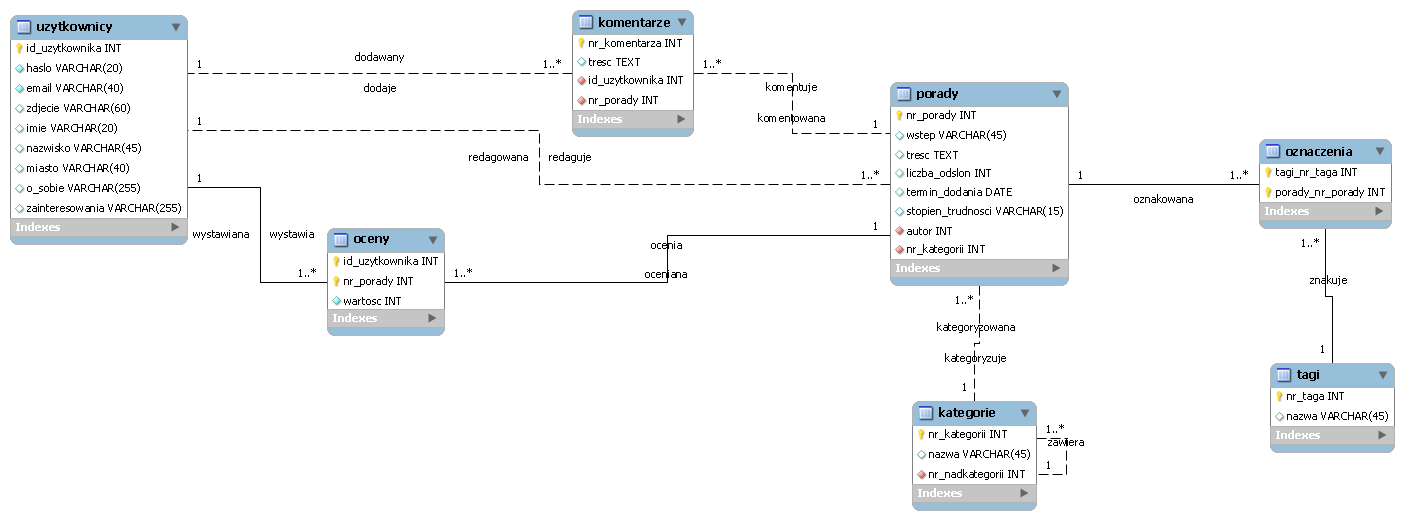 uzytkownicy
id_uzytkownika INT
haslo VARCHAR(20)
email VARCHAR(40)
zdjecie VARCHAR(60)
imie VARCHAR(20)
nazwisko VARCHAR(45)
miasto VARCHAR(40)
o_sobie VARCHAR(255)
zainteresowania VARCHAR(255)
Indexes
1
dodawany
dodaje
1..*
komentarze
nr_komentarza INT
tresc TEXT
id_uzytkownika INT
nr_porady INT
Indexes
1..*
komentuje
komentowana
1
1
redagowana
redaguje
1..*
1
wystawiana
wystawia
1..*
oceny
id_uzytkownika INT
nr_porady INT
wartosc INT
Indexes
1..*
ocenia
oceniana
1
porady
nr_porady INT
wstep VARCHAR(45)
tresc TEXT
liczba_odslon INT
termin_dodania DATE
stopien_trudnosci VARCHAR(15)
autor INT
nr_kategorii INT
Indexes
1
oznakowana
1..*
oznaczenia
tagi_nr_taga INT
porady_nr_porady INT
Indexes
1..*
znakuje
1
tagi
nr_taga INT
nazwa VARCHAR(45)
Indexes
1..*
kategoryzowana
kategoryzuje
1
kategorie
nr_kategorii INT
nazwa VARCHAR(45)
nr_nadkategorii INT
Indexes
1..*
zawiera
1